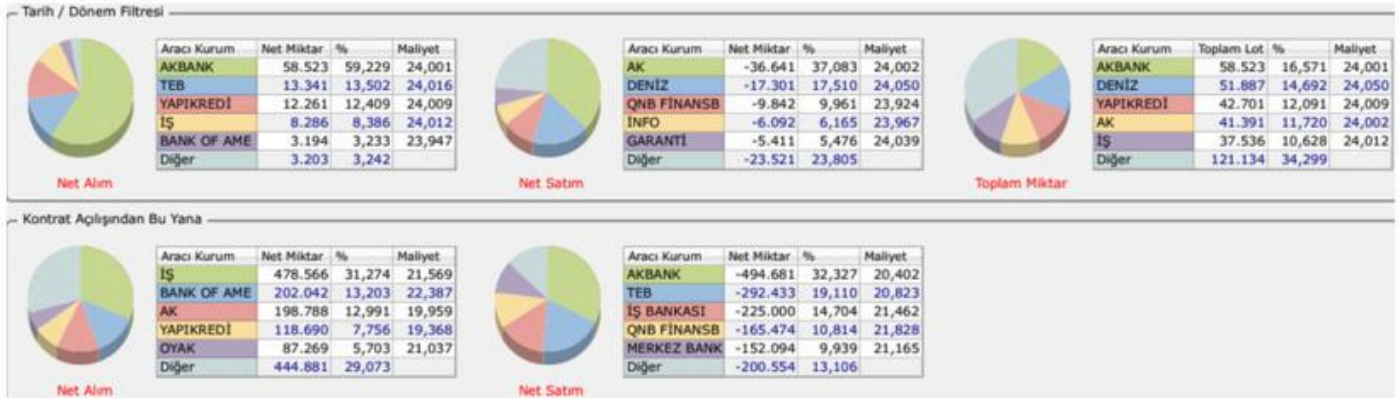 Tarih / Dönem Filtresi
Aracı Kurum Net Miktar % Maliyet
AKBANK 58.523 59,229 24,001
TEB 13.341 13,502 24,016
YAPIKREDİ 12.261 12,409 24,009
İŞ 8.286 8,386 24,012
BANK OF AME 3.194 3,233 23,947
Diğer 3.203 3,242
Net Alım
Aracı Kurum Net Miktar % Maliyet
AK -36.641 37,083 24,002
DENİZ -17.301 17,510 24,050
QNB FİNANSB -9.842 9,961 23,924
İNFO -6.092 6,165 23,967
GARANTİ -5.411 5,476 24,039
Diğer -23.521 23,805
Net Satım
Aracı Kurum Toplam Lot % Maliyet
AKBANK 58.523 16,571 24,001
DENİZ 51.887 14,692 24,050
YAPIKREDİ 42.701 12,091 24,009
AK 41.391 11,720 24,002
İŞ 37.536 10,628 24,012
Diğer 121.134 34,299
Toplam Miktar
Kontrat Açılışından Bu Yana
Aracı Kurum Net Miktar % Maliyet
İŞ 478.566 31,274 21,569
BANK OF AME 202.042 13,203 22,387
AK 198.788 12,991 19,959
YAPIKREDİ 118.690 7,756 19,368
OYAK 87.269 5,703 21,037
Diğer 444.881 29,073
Net Alım
Aracı Kurum Net Miktar % Maliyet
AKBANK -494.681 32,327 20,402
TEB -292.433 19,110 20,823
İŞ BANKASI -225.000 14,704 21,462
QNB FİNANSB -165.474 10,814 21,828
MERKEZ BANK -152.094 9,939 21,165
Diğer -200.554 13,106
Net Satım